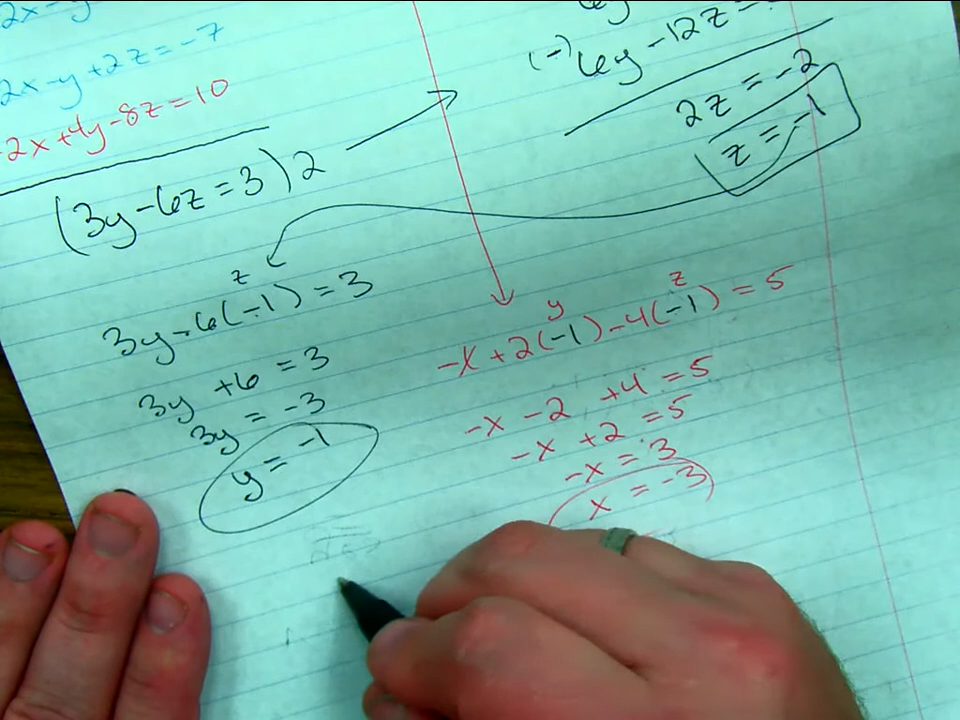 2x - y
2x - y + 2z = -7
-2x + 4y - 8z = 10
(3y - 6z = 3) 2
6y
(-) 6y - 12z =
2z = -2
z = -1
z
3y - 6(-1) = 3
3y + 6 = 3
3y = -3
y = -1
y z
-x + 2(-1) - 4(-1) = 5
-x - 2 + 4 = 5
-x + 2 = 5
-x = 3
x = -3